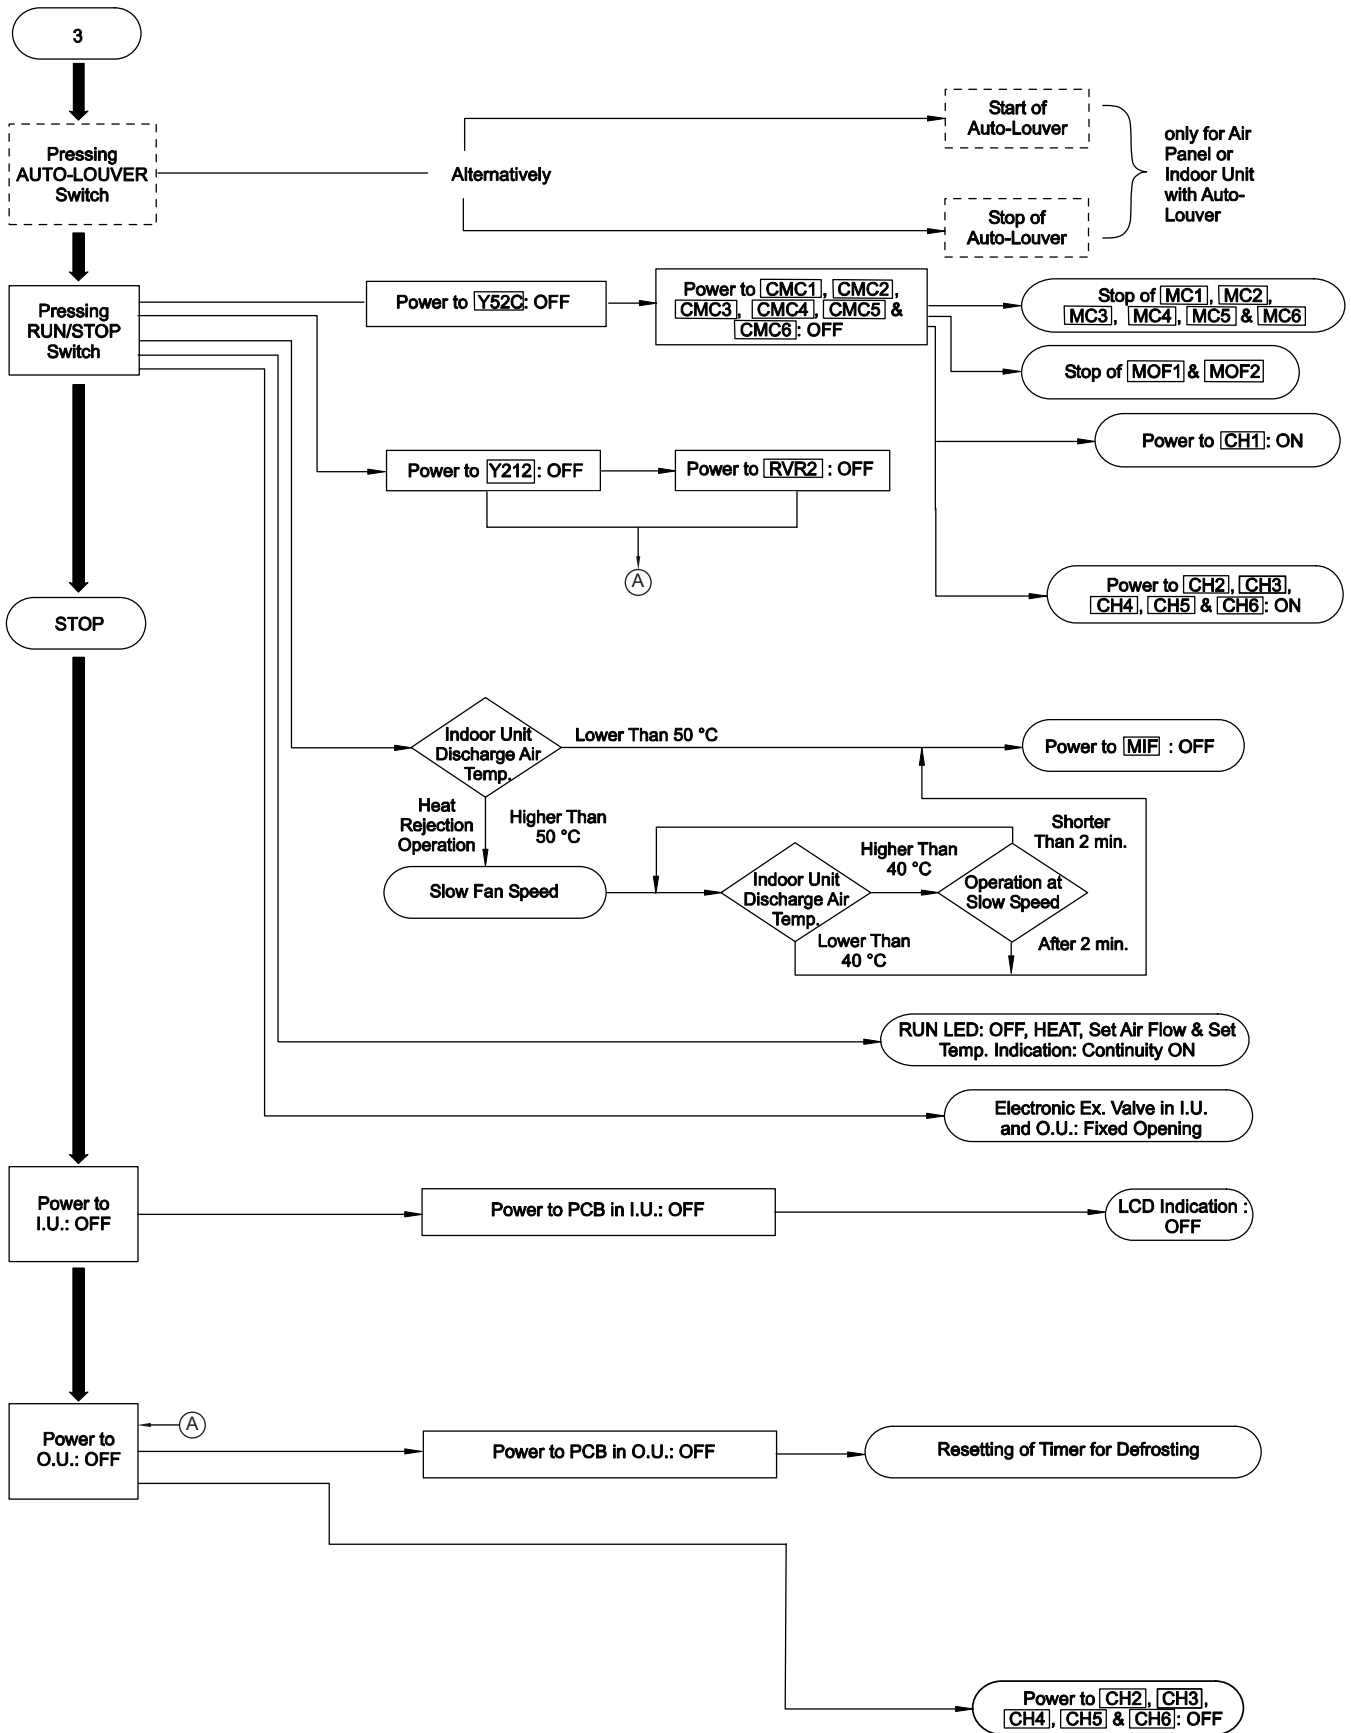 3
Pressing
AUTO-LOUVER
Switch
Alternatively
Start of
Auto-Louver
Stop of
Auto-Louver
only for Air
Panel or
Indoor Unit
with Auto-
Louver
Pressing
RUN/STOP
Switch
Power to Y52C: OFF
Power to CMC1, CMC2,
CMC3, CMC4, CMC5 &
CMC6: OFF
Stop of MC1, MC2,
MC3, MC4, MC5 & MC6
Stop of MOF1 & MOF2
Power to CH1: ON
Power to Y212: OFF
Power to RVR2 : OFF
A
Power to CH2, CH3,
CH4, CH5 & CH6: ON
STOP
Indoor Unit
Discharge Air
Temp.
Lower Than 50 °C
Power to MIF : OFF
Heat
Rejection
Operation
Higher Than
50 °C
Slow Fan Speed
Indoor Unit
Discharge Air
Temp.
Higher Than
40 °C
Operation at
Slow Speed
Shorter
Than 2 min.
Lower Than
40 °C
After 2 min.
RUN LED: OFF, HEAT, Set Air Flow & Set
Temp. Indication: Continuity ON
Electronic Ex. Valve in I.U.
and O.U.: Fixed Opening
Power to
I.U.: OFF
Power to PCB in I.U.: OFF
LCD Indication :
OFF
Power to
O.U.: OFF
A
Power to PCB in O.U.: OFF
Resetting of Timer for Defrosting
Power to CH2, CH3,
CH4, CH5 & CH6: OFF